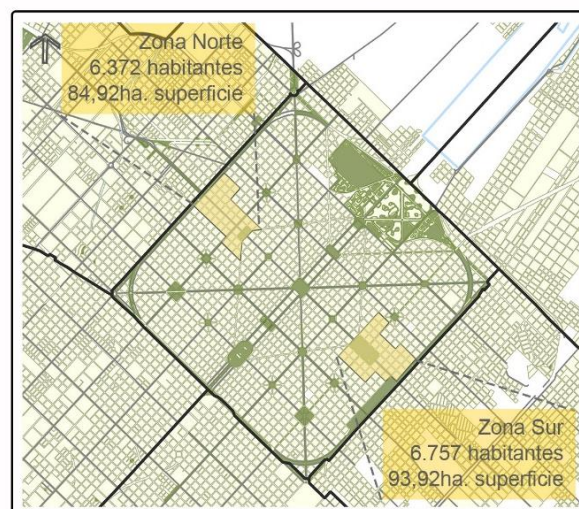 Zona Norte
6.372 habitantes
84,92ha. superficie
Zona Sur
6.757 habitantes
93,92ha. superficie